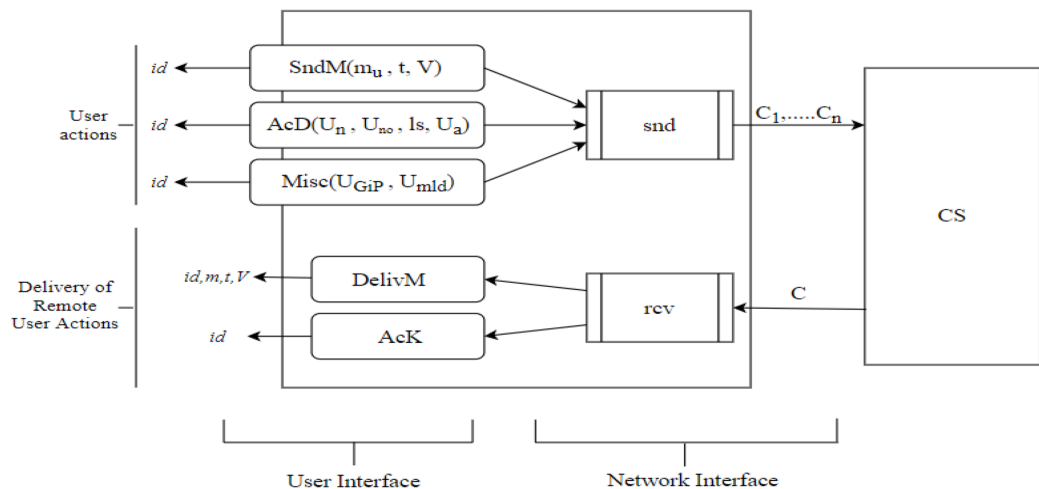 id
SndM(mu , t, V)
User
actions
id
AcD(Un , Uno , ls, Ua)
snd
C1,.....Cn
id
Misc(UGiP , Umld)
CS
Delivery of
Remote
User Actions
id,m,t,V
DelivM
id
AcK
rcv
C
User Interface
Network Interface